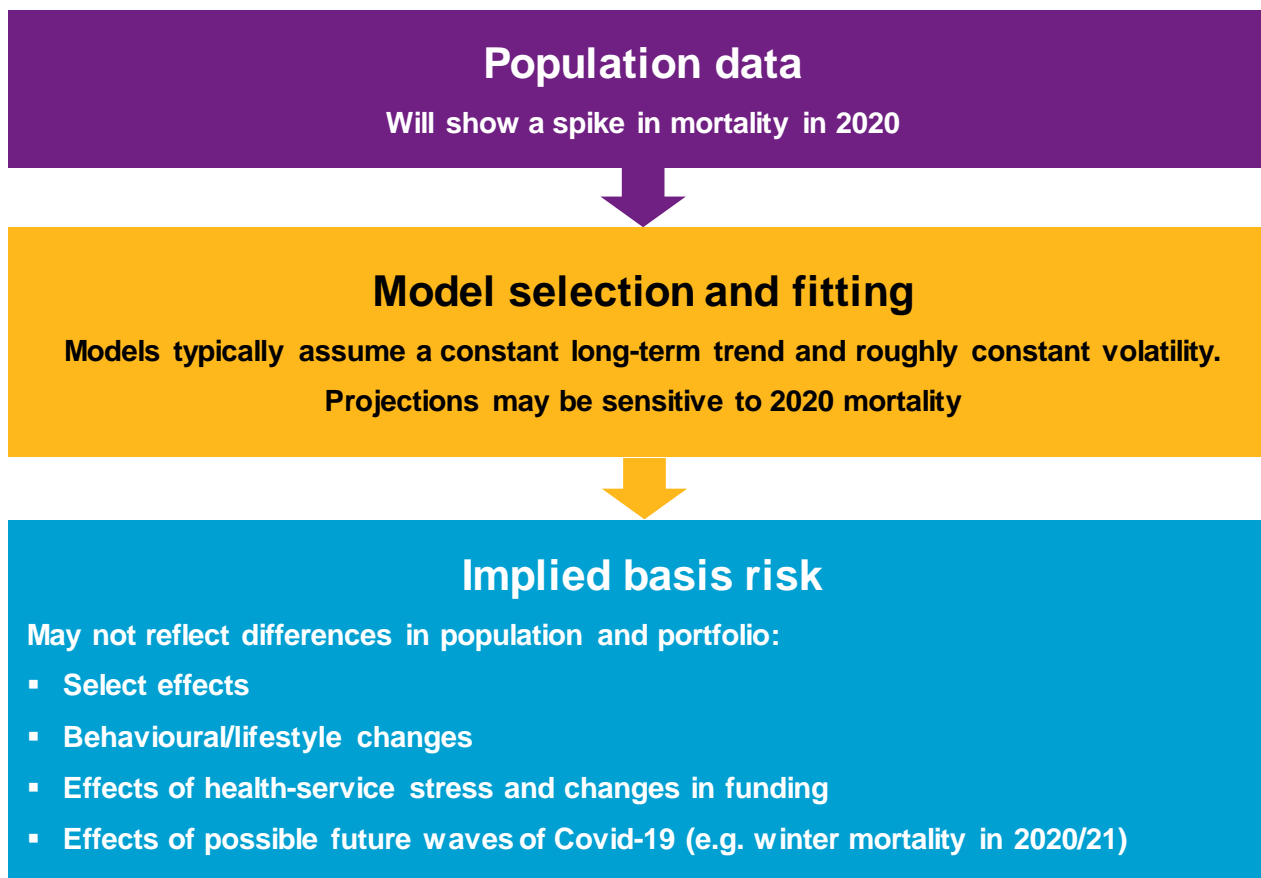 Population data
Will show a spike in mortality in 2020
Model selection and fitting
Models typically assume a constant long-term trend and roughly constant volatility.
Projections may be sensitive to 2020 mortality
Implied basis risk
May not reflect differences in population and portfolio:
▪ Select effects
▪ Behavioural/lifestyle changes
▪ Effects of health-service stress and changes in funding
▪ Effects of possible future waves of Covid-19 (e.g. winter mortality in 2020/21)